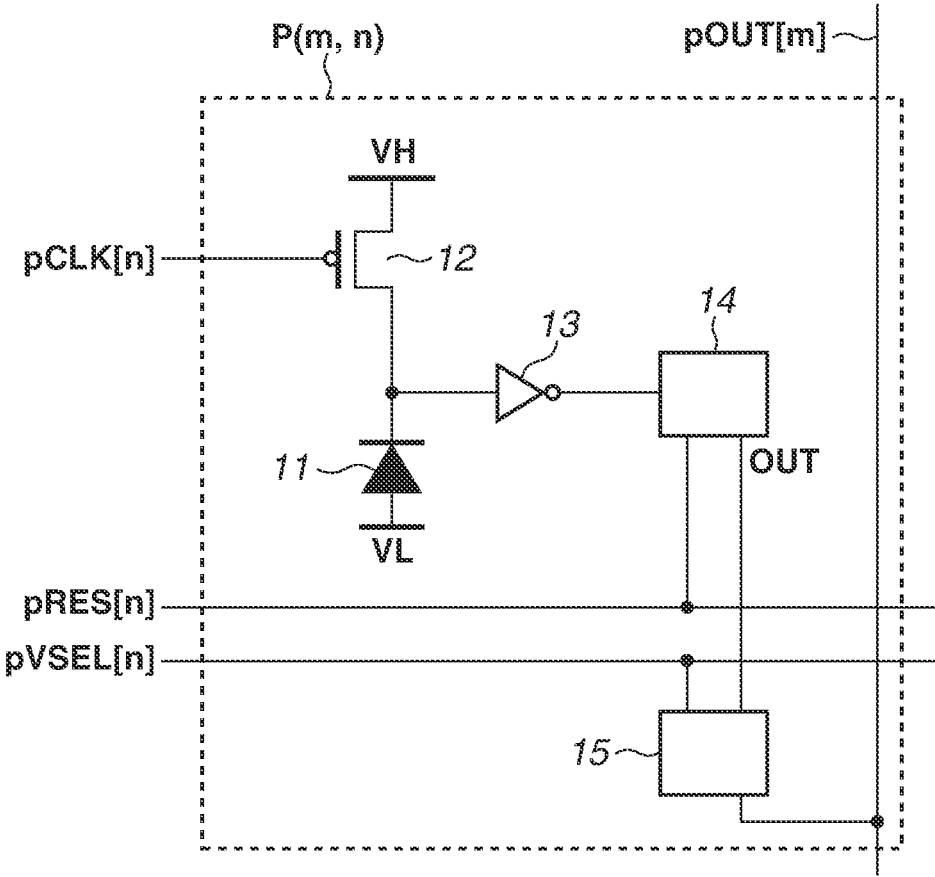 P(m, n)
pOUT[m]
VH
pCLK[n]
12
13
14
11
OUT
VL
pRES[n]
pVSEL[n]
15